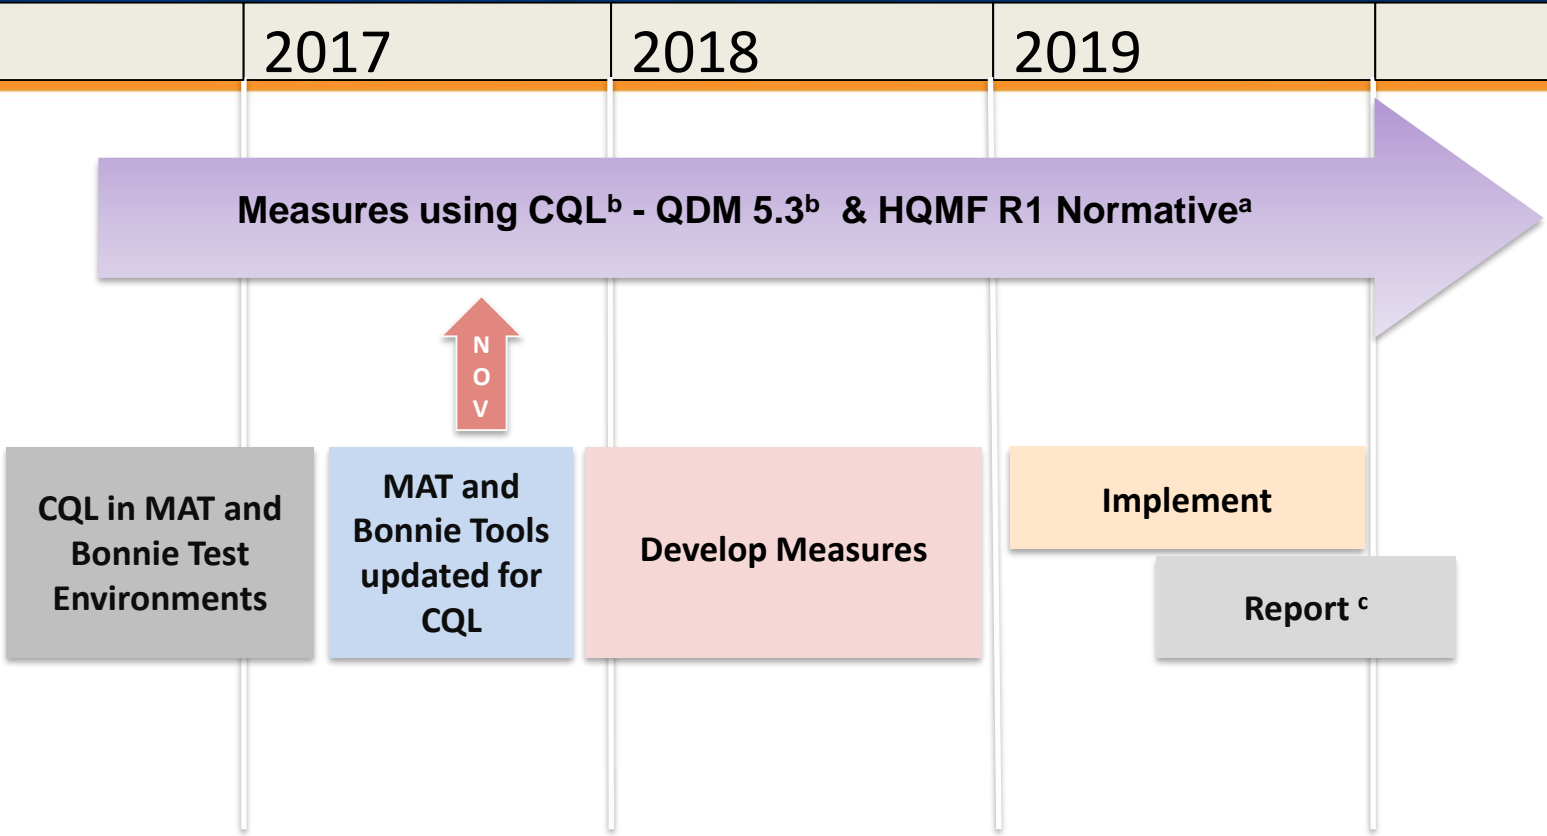 2017
2018
2019
Measures using CQLᵇ - QDM 5.3ᵇ & HQMF R1 Normativeᵃ
N
O
V
CQL in MAT and
Bonnie Test
Environments
MAT and
Bonnie Tools
updated for
CQL
Develop Measures
Implement
Report ᶜ